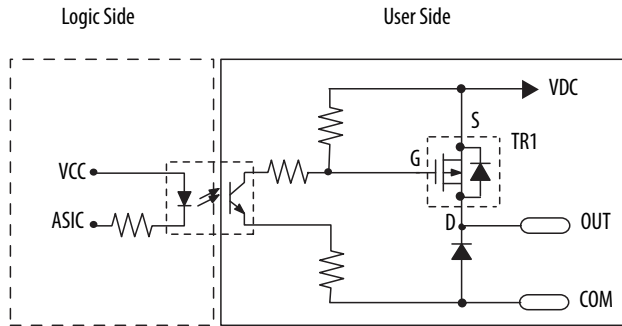 Logic Side
User Side
VDC
S
TR1
G
VCC
ASIC
D
OUT
COM